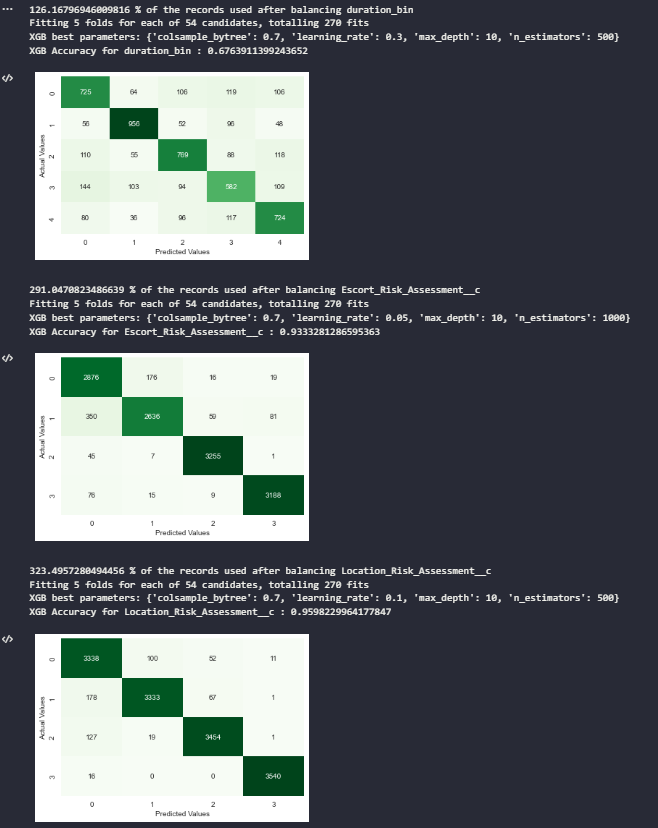 126.16796946009816 % of the records used after balancing duration_bin
Fitting 5 folds for each of 54 candidates, totalling 270 fits
XGB best parameters: {'colsample_bytree': 0.7, 'learning_rate': 0.3, 'max_depth': 10, 'n_estimators': 500}
XGB Accuracy for duration_bin : 0.6763911399243652
</>
Actual Values
0 725 64 106 119 106
1 56 956 52 96 48
2 110 55 769 88 118
3 144 103 94 582 109
4 80 36 96 117 724
0 1 2 3 4
Predicted Values
291.0470823486639 % of the records used after balancing Escort_Risk_Assessment__c
Fitting 5 folds for each of 54 candidates, totalling 270 fits
XGB best parameters: {'colsample_bytree': 0.7, 'learning_rate': 0.05, 'max_depth': 10, 'n_estimators': 1000}
XGB Accuracy for Escort_Risk_Assessment__c : 0.9333281286595363
</>
Actual Values
0 2876 176 16 19
1 350 2636 59 81
2 45 7 3255 1
3 76 15 9 3188
0 1 2 3
Predicted Values
323.4957280494456 % of the records used after balancing Location_Risk_Assessment__c
Fitting 5 folds for each of 54 candidates, totalling 270 fits
XGB best parameters: {'colsample_bytree': 0.7, 'learning_rate': 0.1, 'max_depth': 10, 'n_estimators': 500}
XGB Accuracy for Location_Risk_Assessment__c : 0.9598229964177847
</>
Actual Values
0 3338 100 52 11
1 178 3333 67 1
2 127 19 3454 1
3 16 0 0 3540
0 1 2 3
Predicted Values